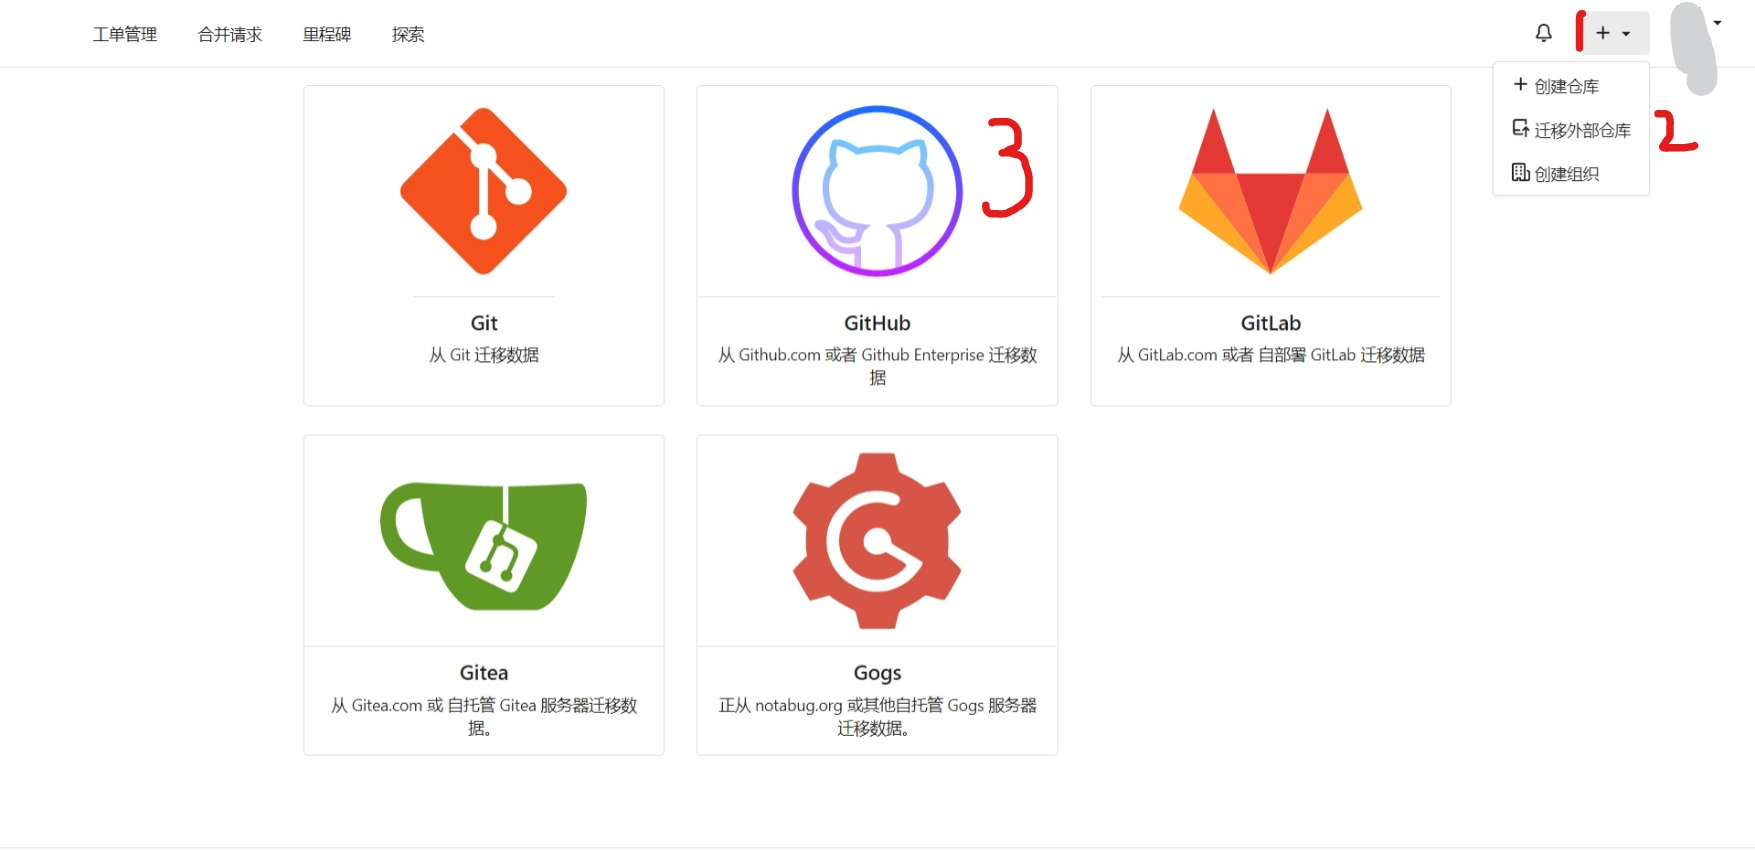 工单管理 合并请求 里程碑 探索
1
创建仓库
迁移外部仓库 2
创建组织
3
Git
从 Git 迁移数据
GitHub
从 Github.com 或者 Github Enterprise 迁移数
据
GitLab
从 GitLab.com 或者 自部署 GitLab 迁移数据
Gitea
从 Gitea.com 或 自托管 Gitea 服务器迁移数
据。
Gogs
正从 notabug.org 或其他自托管 Gogs 服务器
迁移数据。